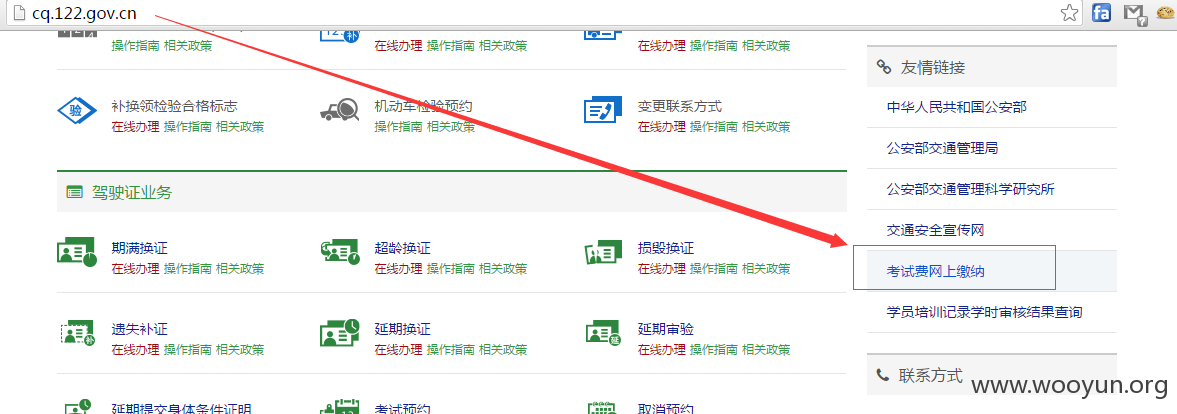 cq.122.gov.cn
操作指南 相关政策
在线办理 操作指南 相关政策
在线办理 操作指南 相关政策
补换领检验合格标志
在线办理 操作指南 相关政策
机动车检验预约
操作指南 相关政策
变更联系方式
在线办理 操作指南 相关政策
驾驶证业务
期满换证
在线办理 操作指南 相关政策
超龄换证
在线办理 操作指南 相关政策
损毁换证
在线办理 操作指南 相关政策
遗失补证
在线办理 操作指南 相关政策
延期换证
在线办理 操作指南 相关政策
延期审验
在线办理 操作指南 相关政策
延期提交身体条件证明
考试预约
取消预约
友情链接
中华人民共和国公安部
公安部交通管理局
公安部交通管理科学研究所
交通安全宣传网
考试费网上缴纳
学员培训记录学时审核结果查询
联系方式
www.wooyun.org